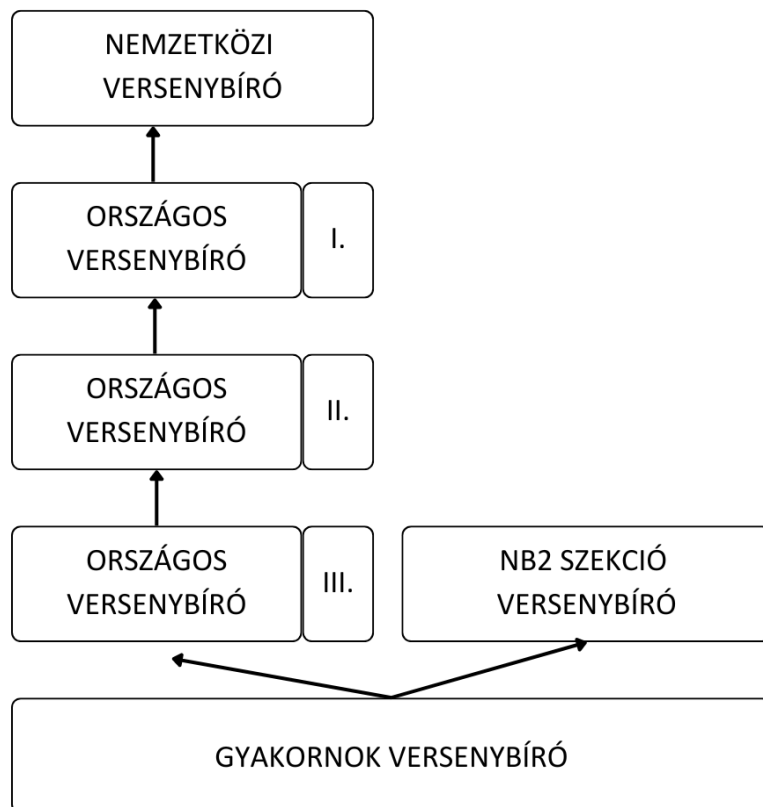 NEMZETKÖZI
VERSENYBÍRÓ
ORSZÁGOS
VERSENYBÍRÓ
I.
ORSZÁGOS
VERSENYBÍRÓ
II.
ORSZÁGOS
VERSENYBÍRÓ
III.
NB2 SZEKCIÓ
VERSENYBÍRÓ
GYAKORNOK VERSENYBÍRÓ